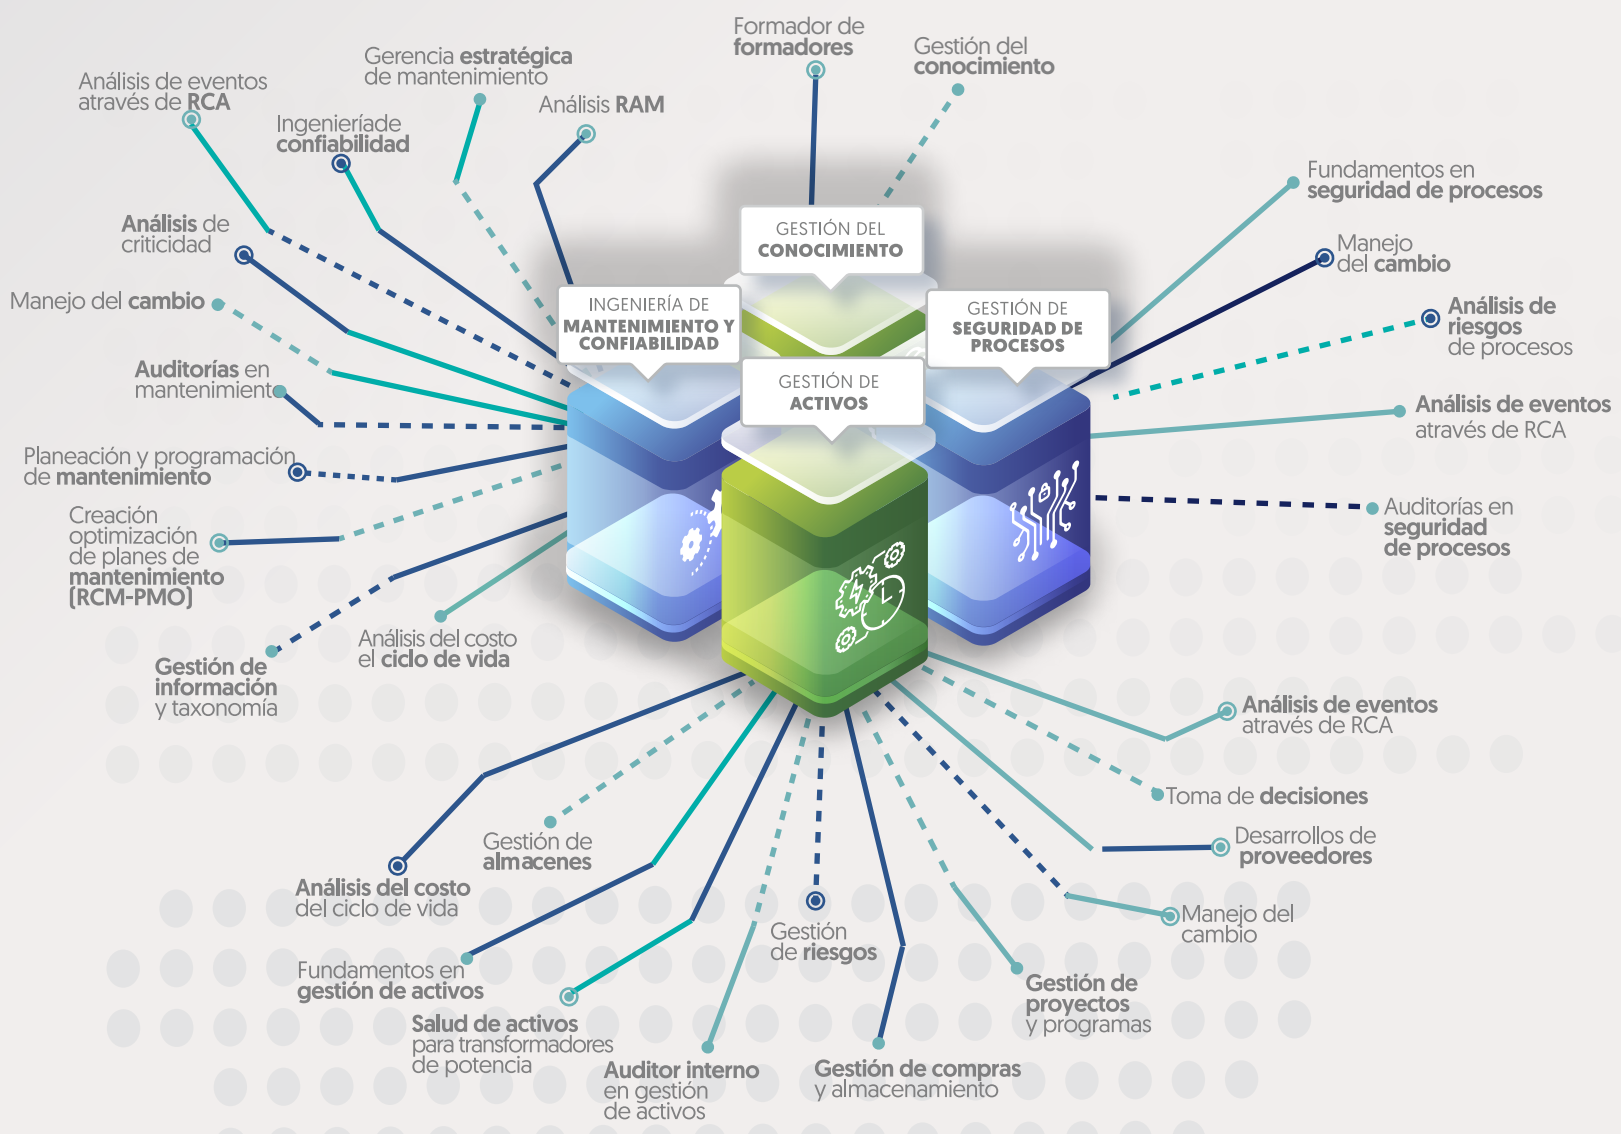 Formador de
formadores
Gestión del
conocimiento
Gerencia estratégica
de mantenimiento
Análisis de eventos
através de RCA
Análisis RAM
Ingenieríade
confiabilidad
Análisis de
criticidad
Manejo del cambio
Auditorías en
mantenimiento
Planeación y programación
de mantenimiento
Creación
optimización
de planes de
mantenimiento
(RCM-PMO)
Gestión de
información
y taxonomía
Análisis del costo
el ciclo de vida
GESTIÓN DEL
CONOCIMIENTO
INGENIERÍA DE
MANTENIMIENTO Y
CONFIABILIDAD
GESTIÓN DE
SEGURIDAD DE
PROCESOS
GESTIÓN DE
ACTIVOS
Fundamentos en
seguridad de procesos
Manejo
del cambio
Análisis de
riesgos
de procesos
Análisis de eventos
através de RCA
Auditorías en
seguridad
de procesos
Análisis de eventos
através de RCA
Toma de decisiones
Desarrollos de
proveedores
Manejo del
cambio
Gestión de
proyectos
y programas
Gestión de compras
y almacenamiento
Gestión
de riesgos
Auditor interno
en gestión
de activos
Salud de activos
para transformadores
de potencia
Fundamentos en
gestión de activos
Gestión de
almacenes
Análisis del costo
del ciclo de vida